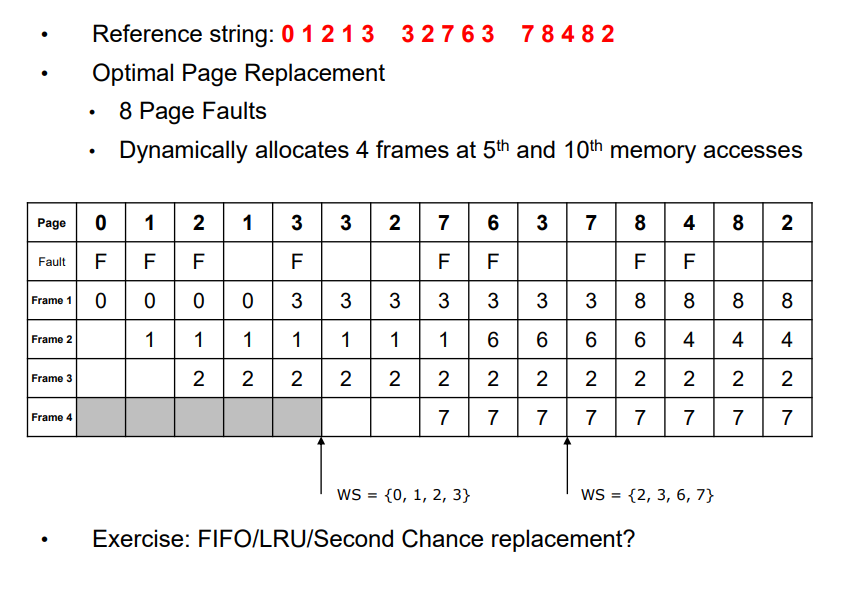 • Reference string: 0 1 2 1 3 3 2 7 6 3 7 8 4 8 2
• Optimal Page Replacement
• 8 Page Faults
• Dynamically allocates 4 frames at 5th and 10th memory accesses
Page 0 1 2 1 3 3 2 7 6 3 7 8 4 8 2
Fault F F F F F F F F
Frame 1 0 0 0 0 3 3 3 3 3 3 3 8 8 8 8
Frame 2 1 1 1 1 1 1 1 6 6 6 6 4 4 4
Frame 3 2 2 2 2 2 2 2 2 2 2 2 2 2
Frame 4 7 7 7 7 7 7 7 7
WS = {0, 1, 2, 3} WS = {2, 3, 6, 7}
• Exercise: FIFO/LRU/Second Chance replacement?